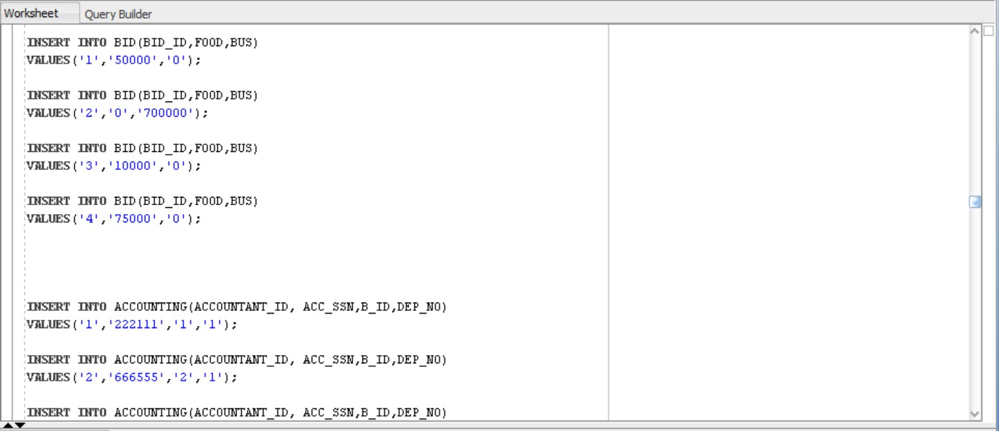 Worksheet Query Builder
INSERT INTO BID(BID_ID,FOOD,BUS)
VALUES('1','50000','0');
INSERT INTO BID(BID_ID,FOOD,BUS)
VALUES('2','0','700000');
INSERT INTO BID(BID_ID,FOOD,BUS)
VALUES('3','10000','0');
INSERT INTO BID(BID_ID,FOOD,BUS)
VALUES('4','75000','0');
INSERT INTO ACCOUNTING(ACCOUNTANT_ID, ACC_SSN,B_ID,DEP_NO)
VALUES('1','222111','1','1');
INSERT INTO ACCOUNTING(ACCOUNTANT_ID, ACC_SSN,B_ID,DEP_NO)
VALUES('2','666555','2','1');
INSERT INTO ACCOUNTING(ACCOUNTANT_ID, ACC_SSN,B_ID,DEP_NO)